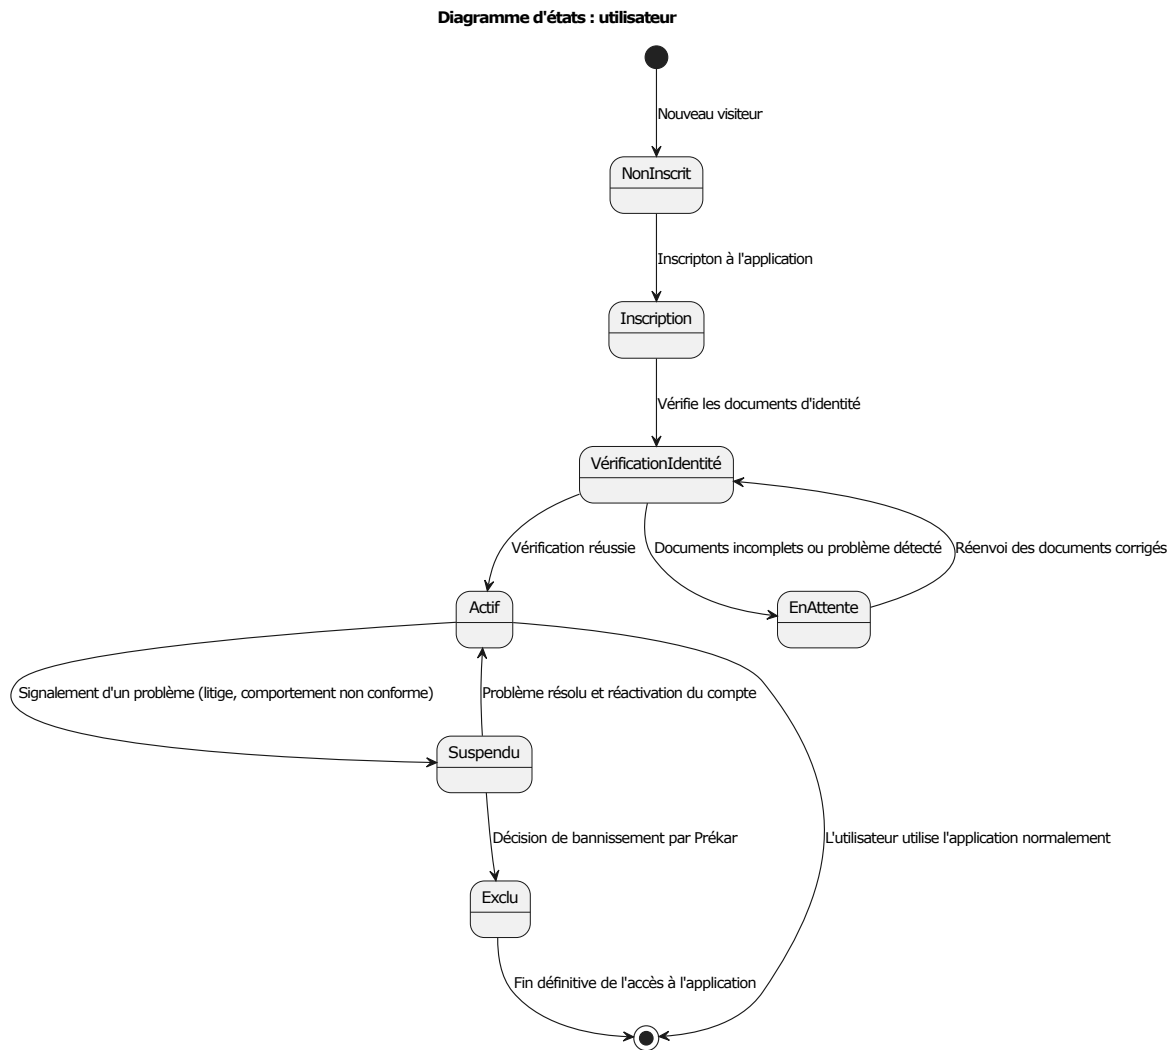 Diagramme d'états : utilisateur
Nouveau visiteur
NonInscrit
Inscripton à l'application
Inscription
Vérifie les documents d'identité
VérificationIdentité
Vérification réussie
Documents incomplets ou problème détecté
Réenvoi des documents corrigés
Actif
EnAttente
Signalement d'un problème (litige, comportement non conforme)
Problème résolu et réactivation du compte
Suspendu
Décision de bannissement par Prékar
L'utilisateur utilise l'application normalement
Exclu
Fin définitive de l'accès à l'application